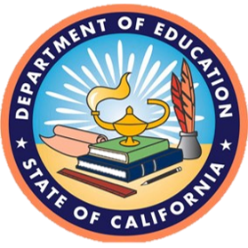 DEPARTMENT OF EDUCATION
STATE OF CALIFORNIA